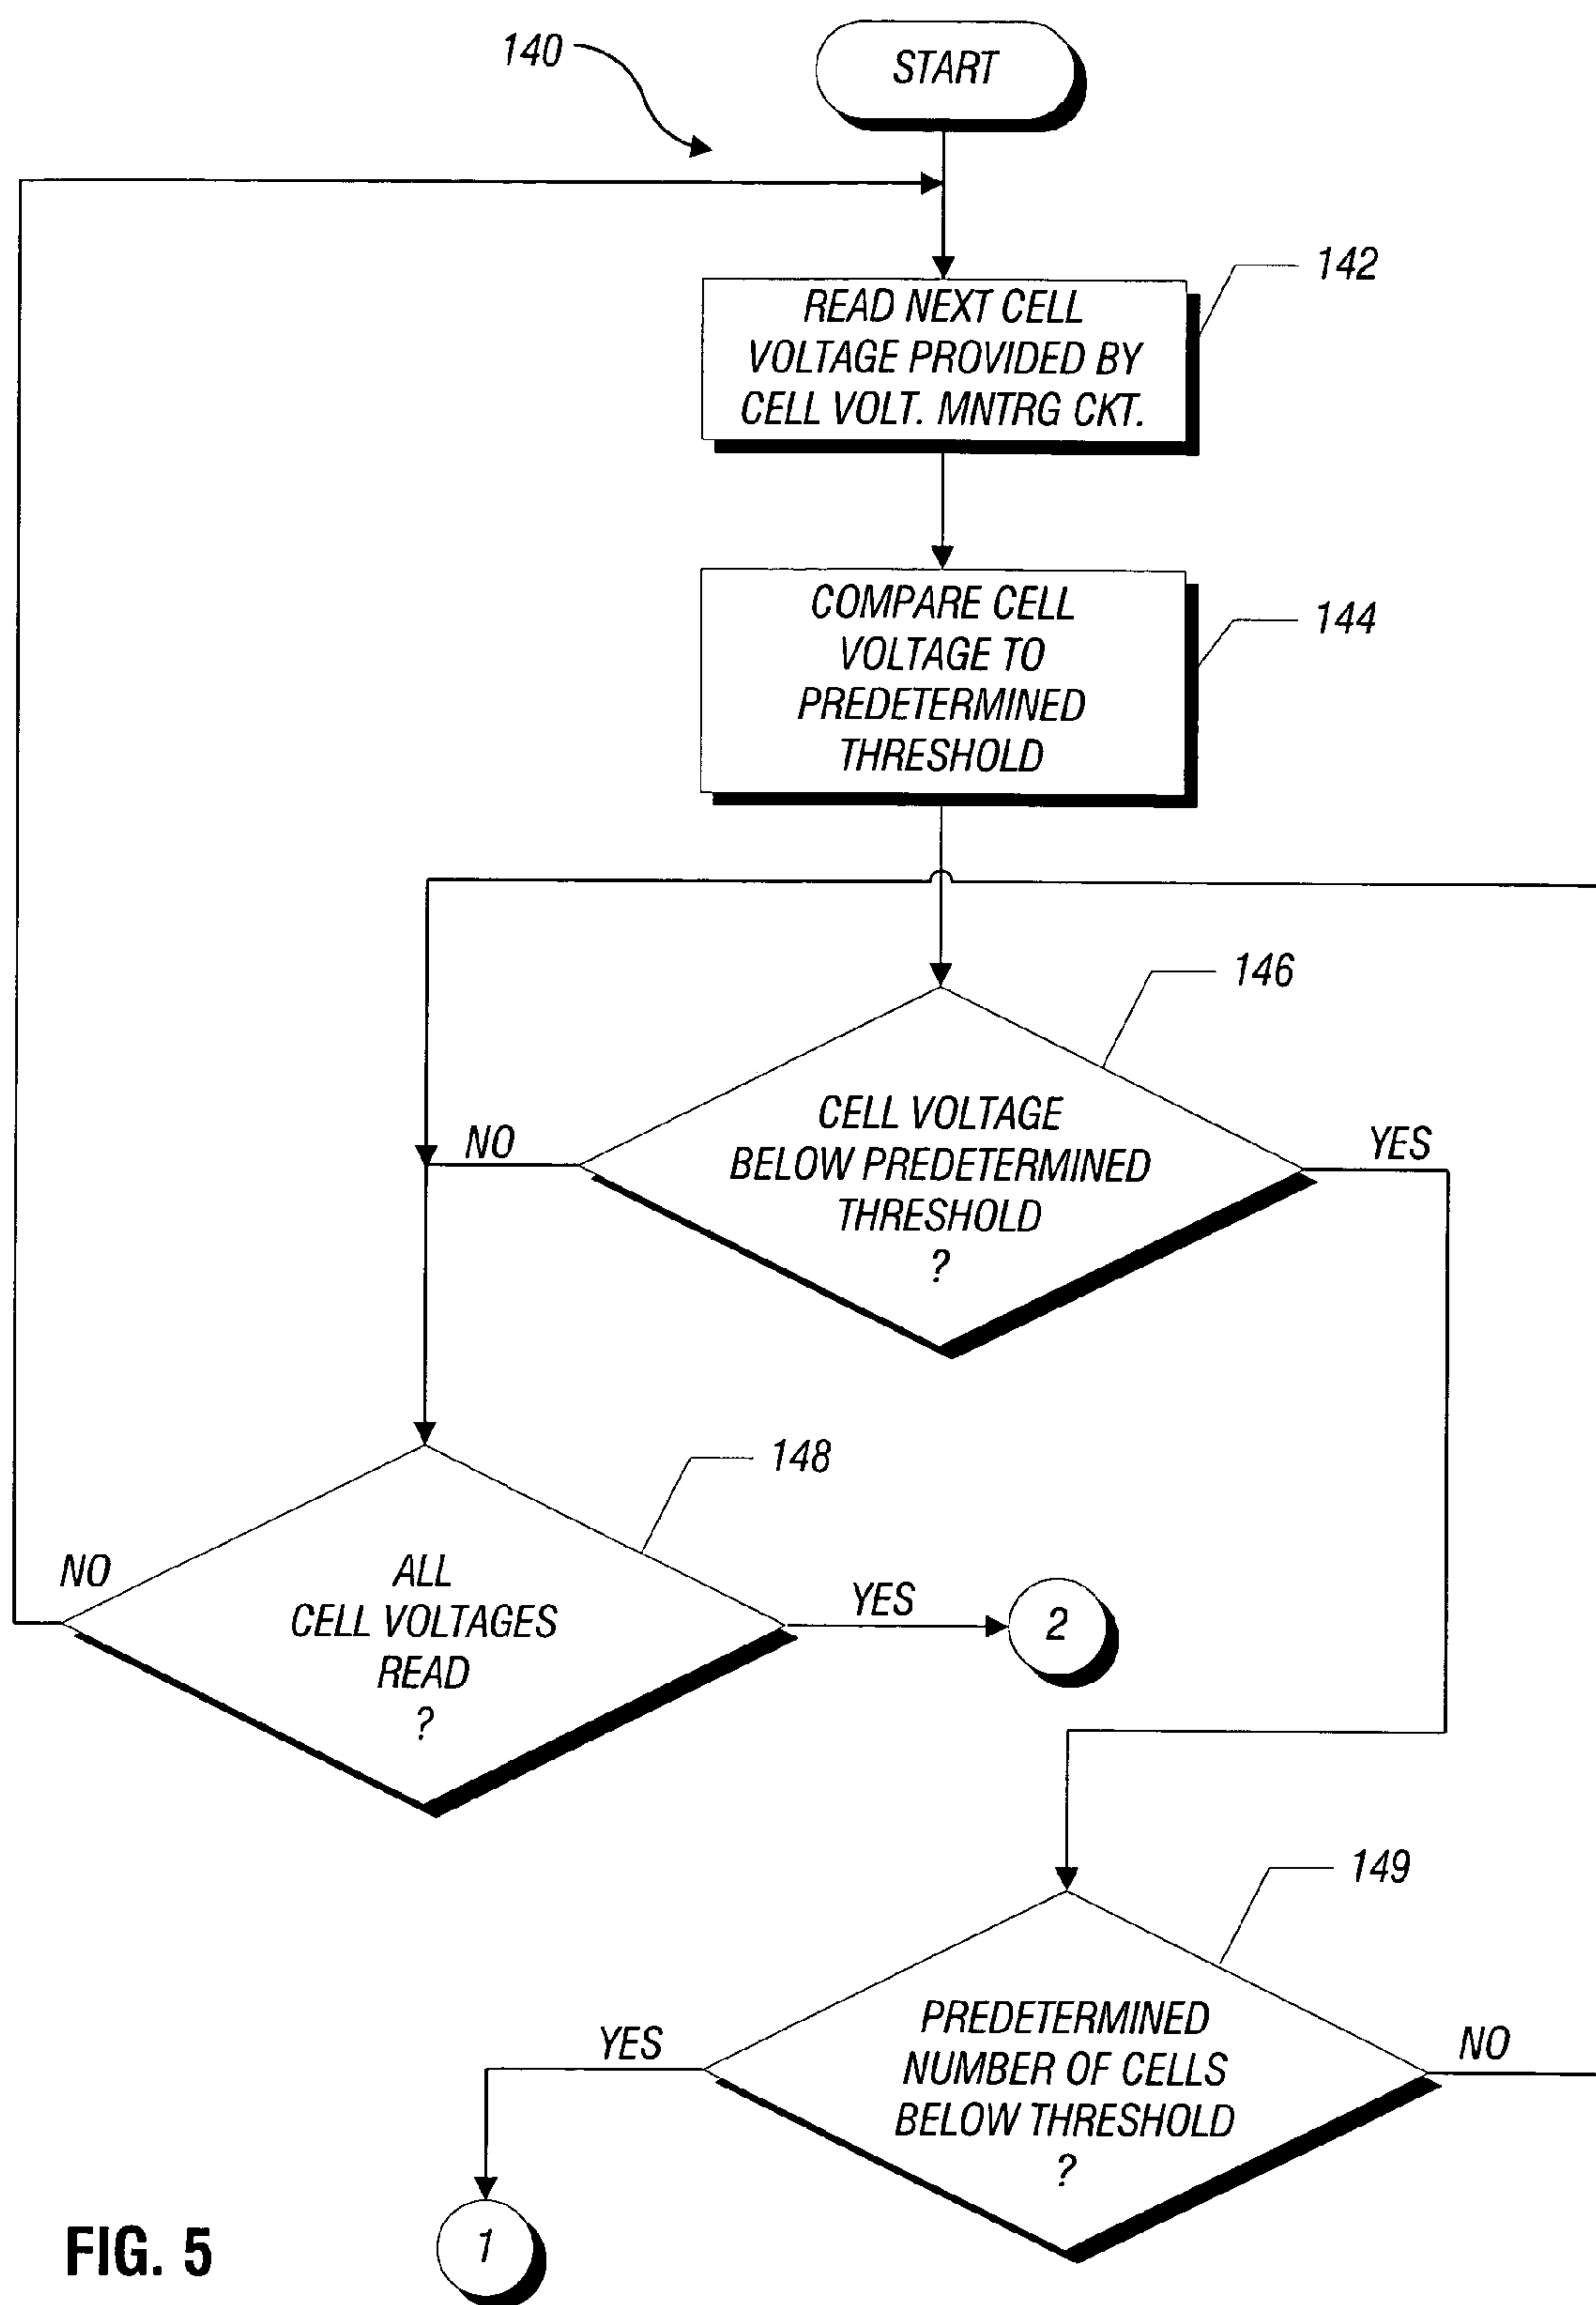 140
START
READ NEXT CELL
VOLTAGE PROVIDED BY
CELL VOLT. MNTRG CKT.
142
COMPARE CELL
VOLTAGE TO
PREDETERMINED
THRESHOLD
144
146
CELL VOLTAGE
BELOW PREDETERMINED
THRESHOLD
?
NO
YES
148
ALL
CELL VOLTAGES
READ
?
NO
YES
2
149
PREDETERMINED
NUMBER OF CELLS
BELOW THRESHOLD
?
YES
NO
1
FIG. 5